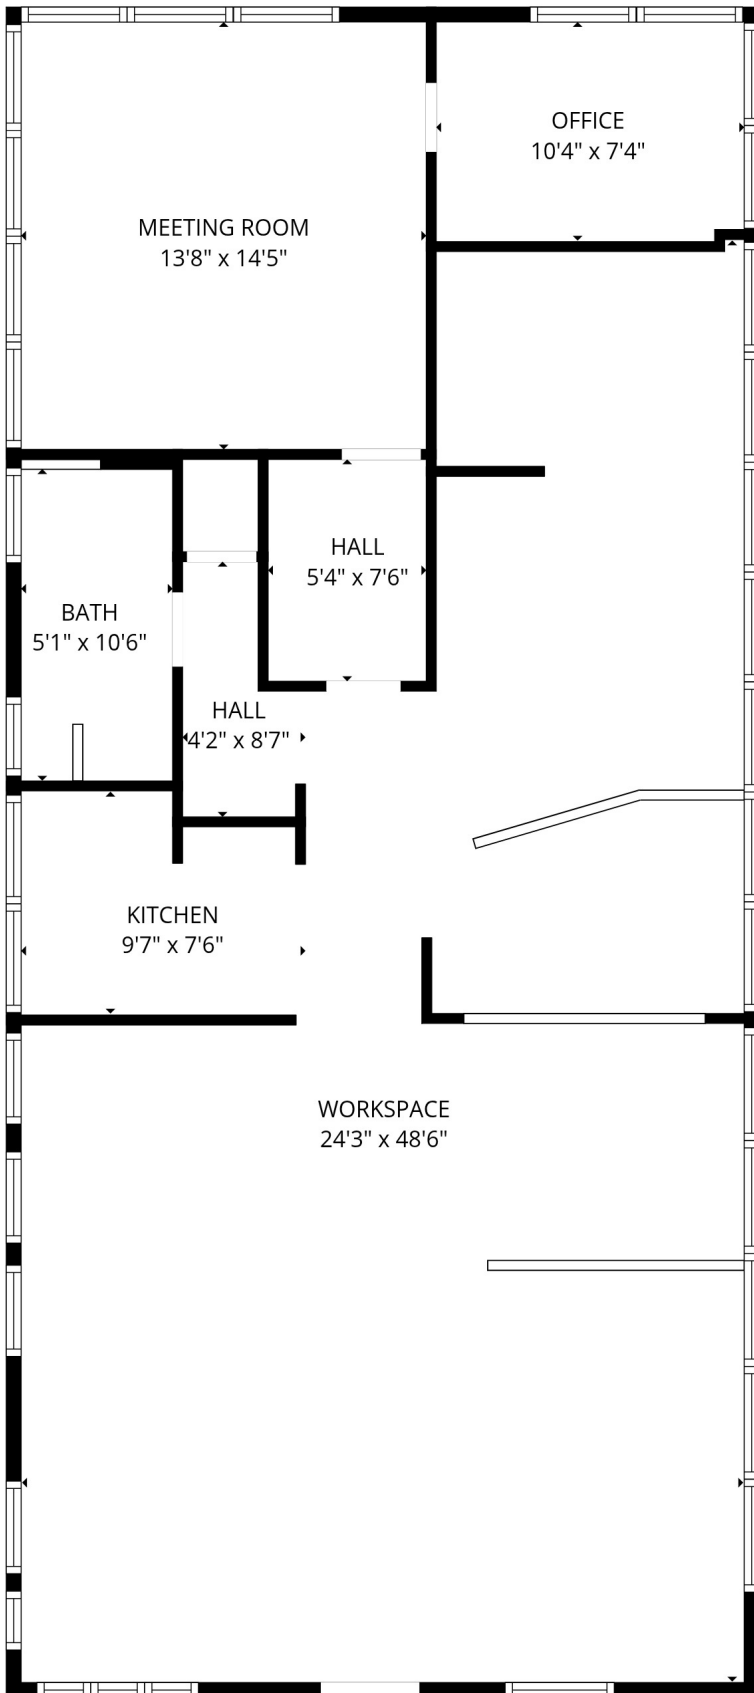 OFFICE
10'4" x 7'4"
MEETING ROOM
13'8" x 14'5"
HALL
5'4" x 7'6"
BATH
5'1" x 10'6"
HALL
4'2" x 8'7"
KITCHEN
9'7" x 7'6"
WORKSPACE
24'3" x 48'6"